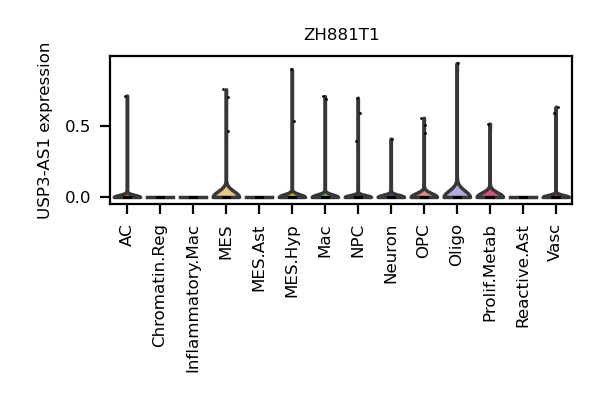 ZH881T1
USP3-AS1 expression
0.5
0.0
AC
Chromatin.Reg
Inflammatory.Mac
MES
MES.Ast
MES.Hyp
Mac
NPC
Neuron
OPC
Oligo
Prolif.Metab
Reactive.Ast
Vasc